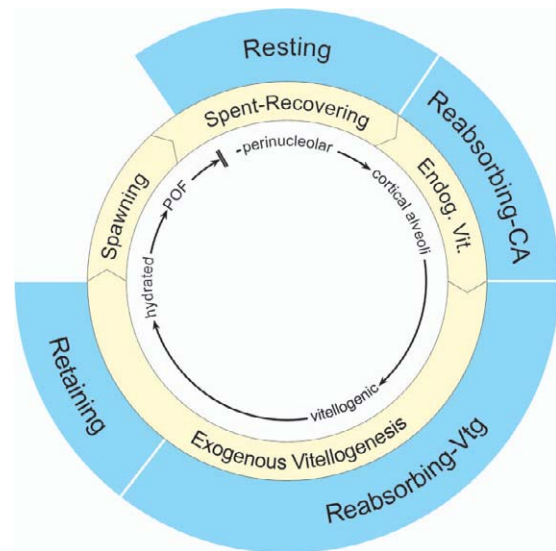 Resting
Reabsorbing-CA
Reabsorbing-Vtg
Retaining
Spent-Recovering
Endog. Vit.
Exogenous Vitellogenesis
Spawning
-perinucleolar
cortical alveoli
vitellogenic
hydrated
POF